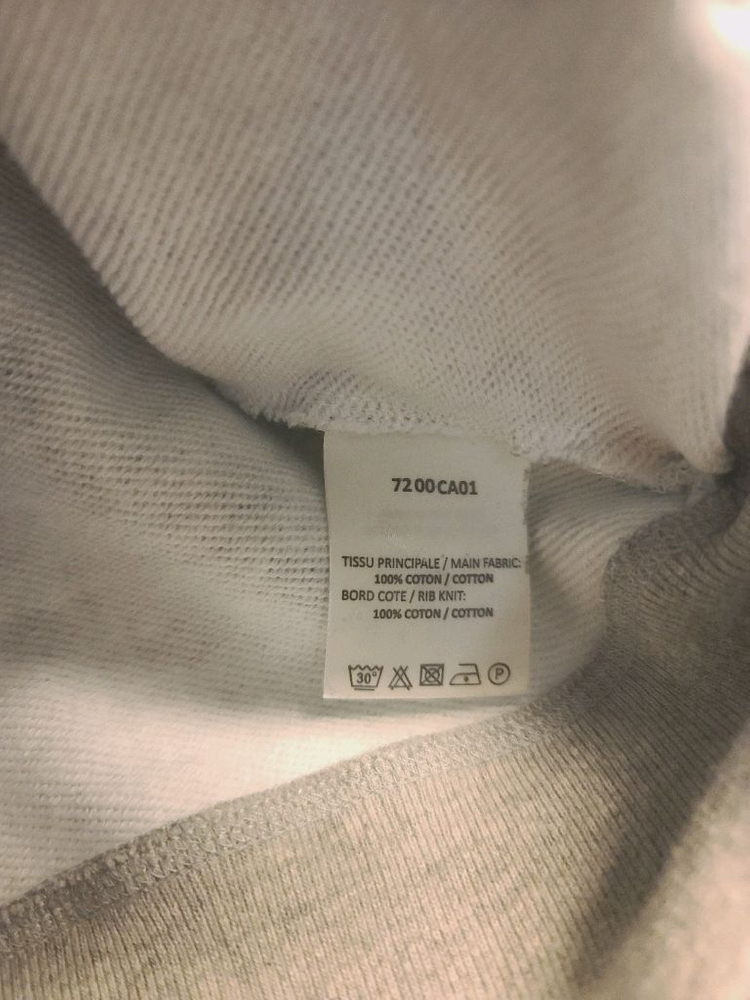 7200CA01
TISSU PRINCIPALE / MAIN FABRIC:
100% COTON / COTTON
BORD COTE / RIB KNIT:
100% COTON / COTTON
30° P